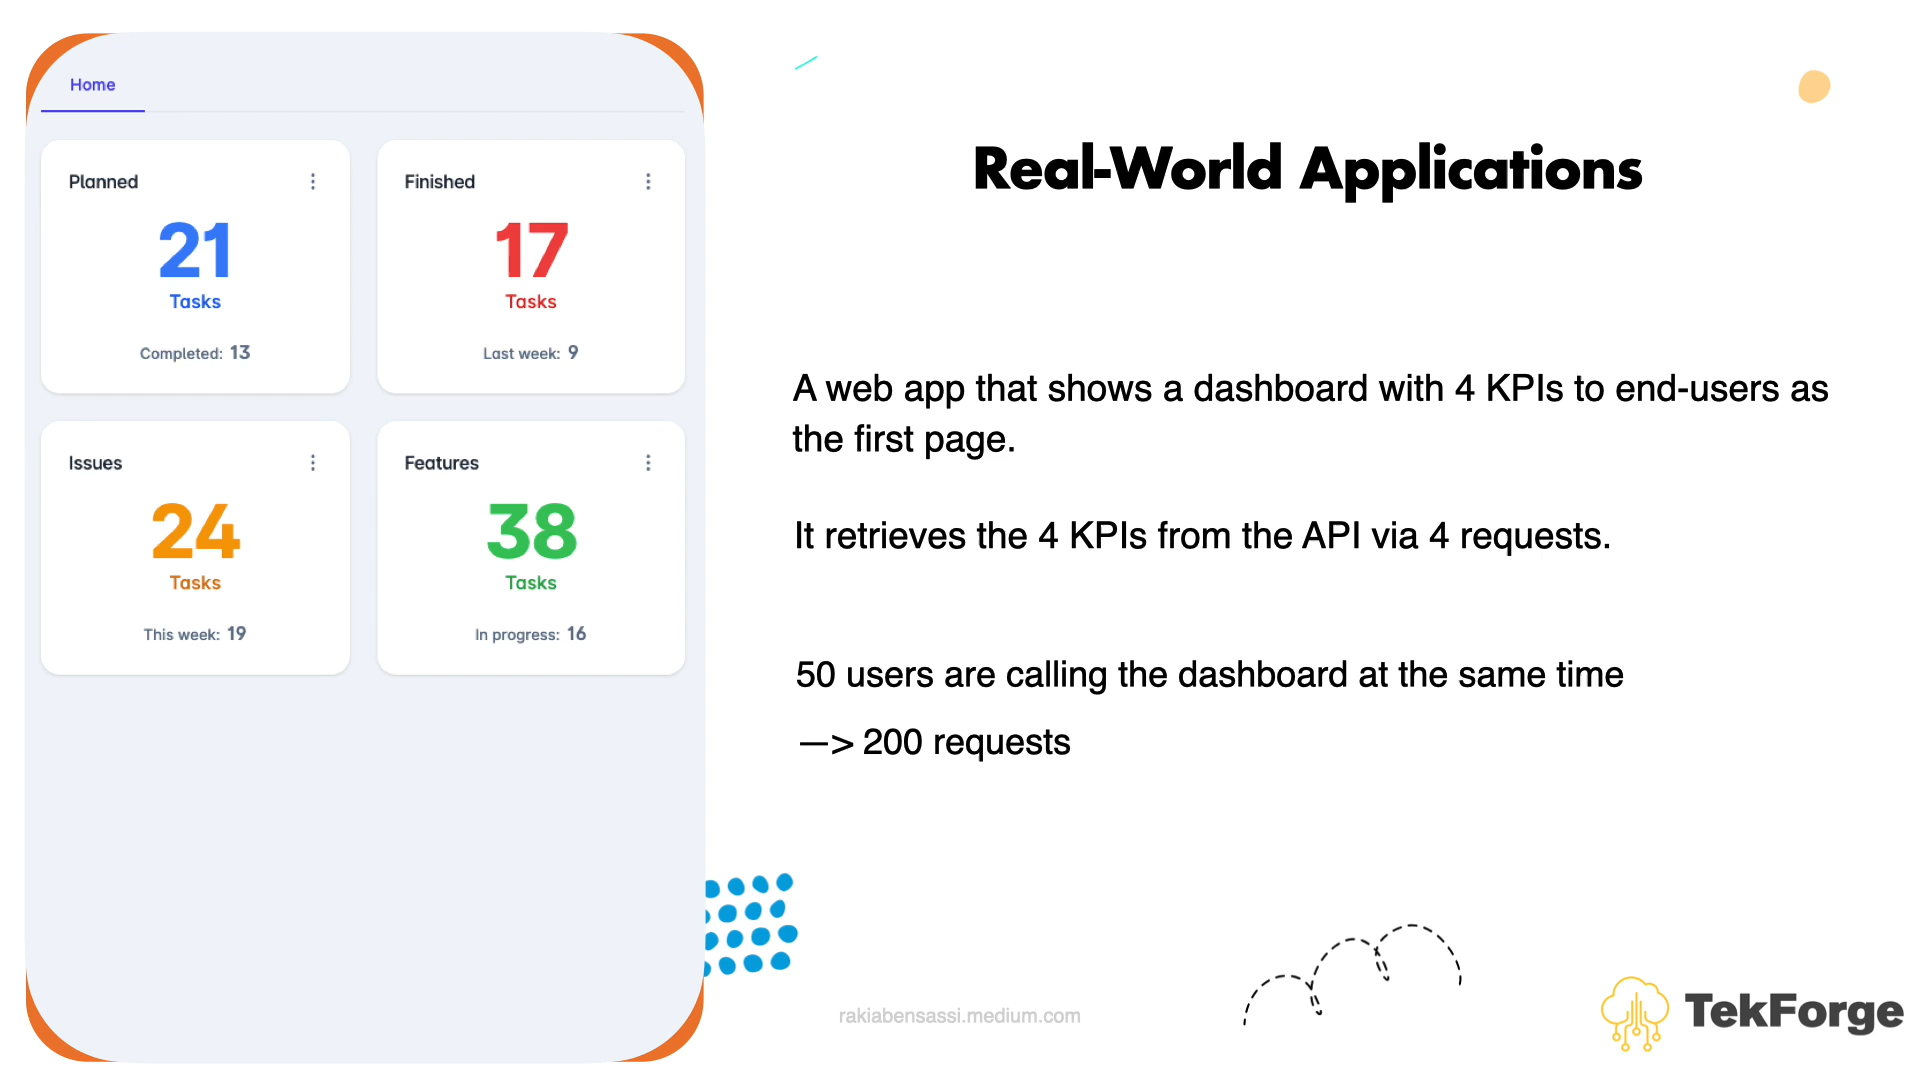 Home
Planned
21
Tasks
Completed: 13
Finished
17
Tasks
Last week: 9
Issues
24
Tasks
This week: 19
Features
38
Tasks
In progress: 16
Real-World Applications
A web app that shows a dashboard with 4 KPIs to end-users as
the first page.
It retrieves the 4 KPIs from the API via 4 requests.
50 users are calling the dashboard at the same time
—> 200 requests
rakiabensassi.medium.com
TekForge